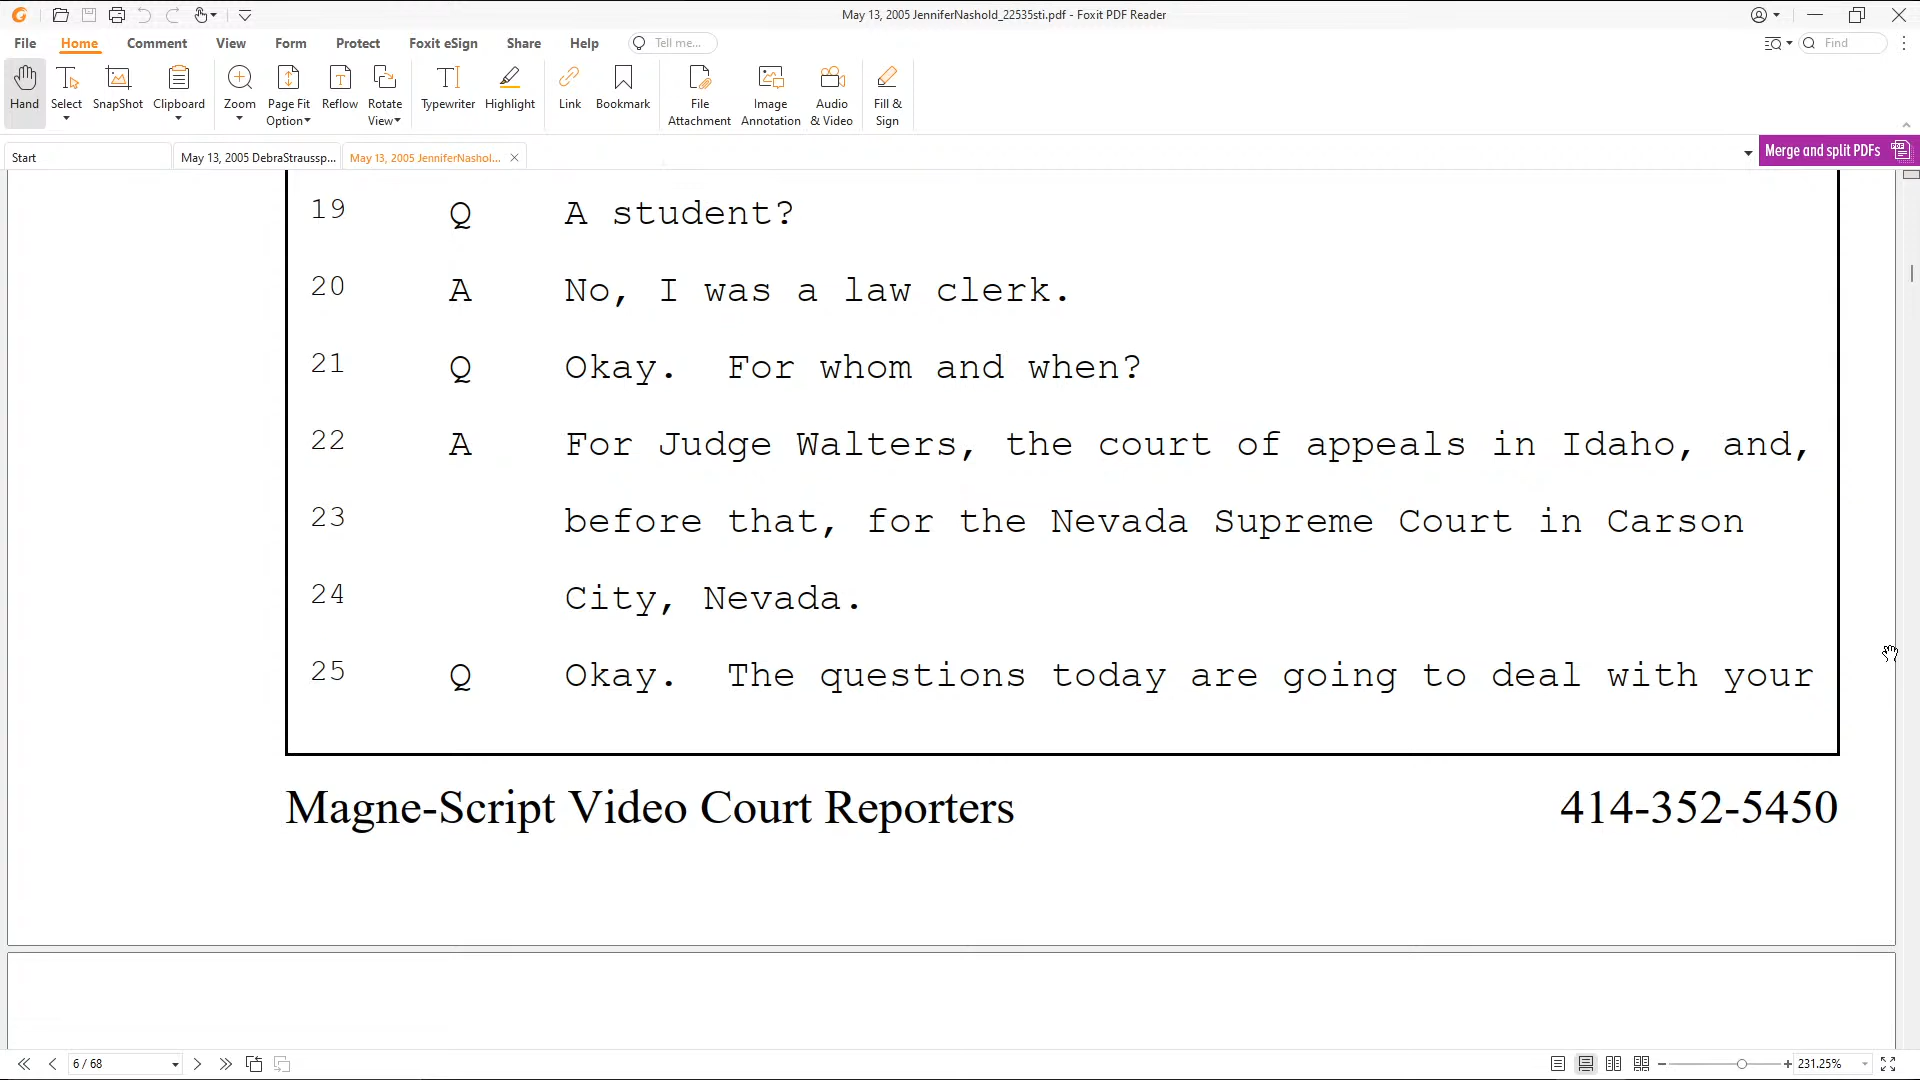 May 13, 2005 JenniferNashold_22535sti.pdf - Foxit PDF Reader
File Home Comment View Form Protect Foxit eSign Share Help Tell me... Find
Hand Select SnapShot Clipboard Zoom Page Fit Option Reflow Rotate View Typewriter Highlight Link Bookmark File Attachment Image Annotation Audio & Video Fill & Sign
Start May 13, 2005 DebraStraussp... May 13, 2005 JenniferNashol... Merge and split PDFs
19 Q A student?
20 A No, I was a law clerk.
21 Q Okay. For whom and when?
22 A For Judge Walters, the court of appeals in Idaho, and,
23 before that, for the Nevada Supreme Court in Carson
24 City, Nevada.
25 Q Okay. The questions today are going to deal with your
Magne-Script Video Court Reporters 414-352-5450
6 / 68 231.25%